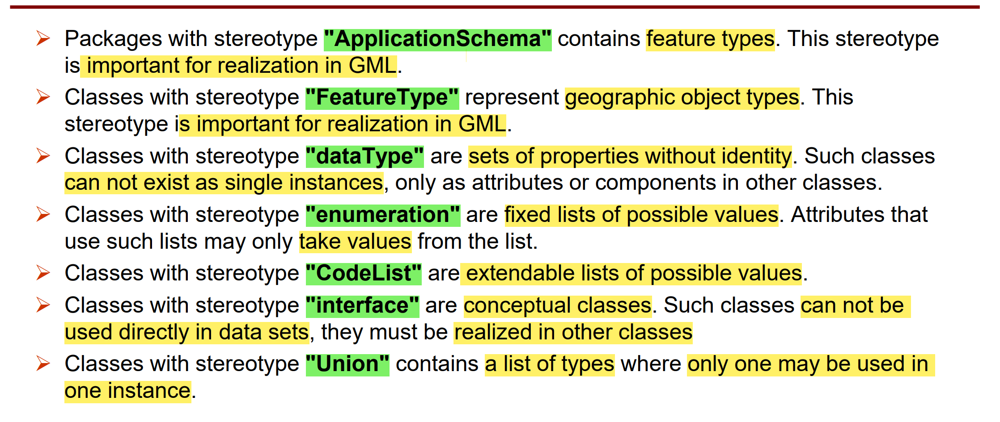 Packages with stereotype "ApplicationSchema" contains feature types. This stereotype
is important for realization in GML.
Classes with stereotype "FeatureType" represent geographic object types. This
stereotype is important for realization in GML.
Classes with stereotype "dataType" are sets of properties without identity. Such classes
can not exist as single instances, only as attributes or components in other classes.
Classes with stereotype "enumeration" are fixed lists of possible values. Attributes that
use such lists may only take values from the list.
Classes with stereotype "CodeList" are extendable lists of possible values.
Classes with stereotype "interface" are conceptual classes. Such classes can not be
used directly in data sets, they must be realized in other classes
Classes with stereotype "Union" contains a list of types where only one may be used in
one instance.